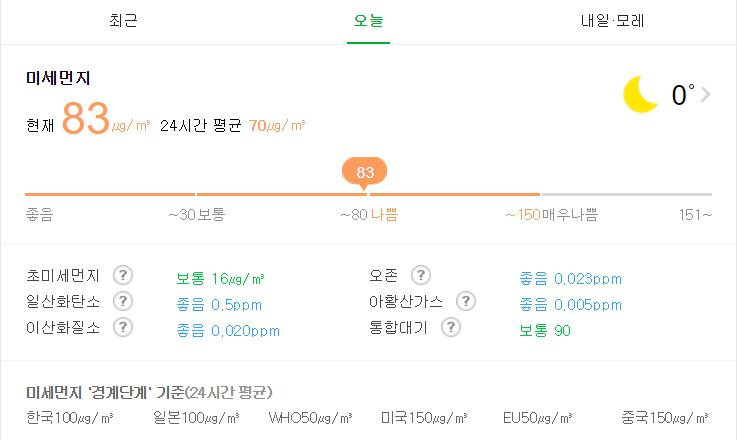 최근 오늘 내일·모레
미세먼지
0°
현재 83㎍/㎥ 24시간 평균 70㎍/㎥
83
좋음 ~30 보통 ~80 나쁨 ~150 매우나쁨 151~
초미세먼지 ? 보통 16㎍/㎥ 오존 ? 좋음 0.023ppm
일산화탄소 ? 좋음 0.5ppm 아황산가스 ? 좋음 0.005ppm
이산화질소 ? 좋음 0.020ppm 통합대기 ? 보통 90
미세먼지 '경계단계' 기준(24시간 평균)
한국100㎍/㎥ 일본100㎍/㎥ WHO50㎍/㎥ 미국150㎍/㎥ EU50㎍/㎥ 중국150㎍/㎥